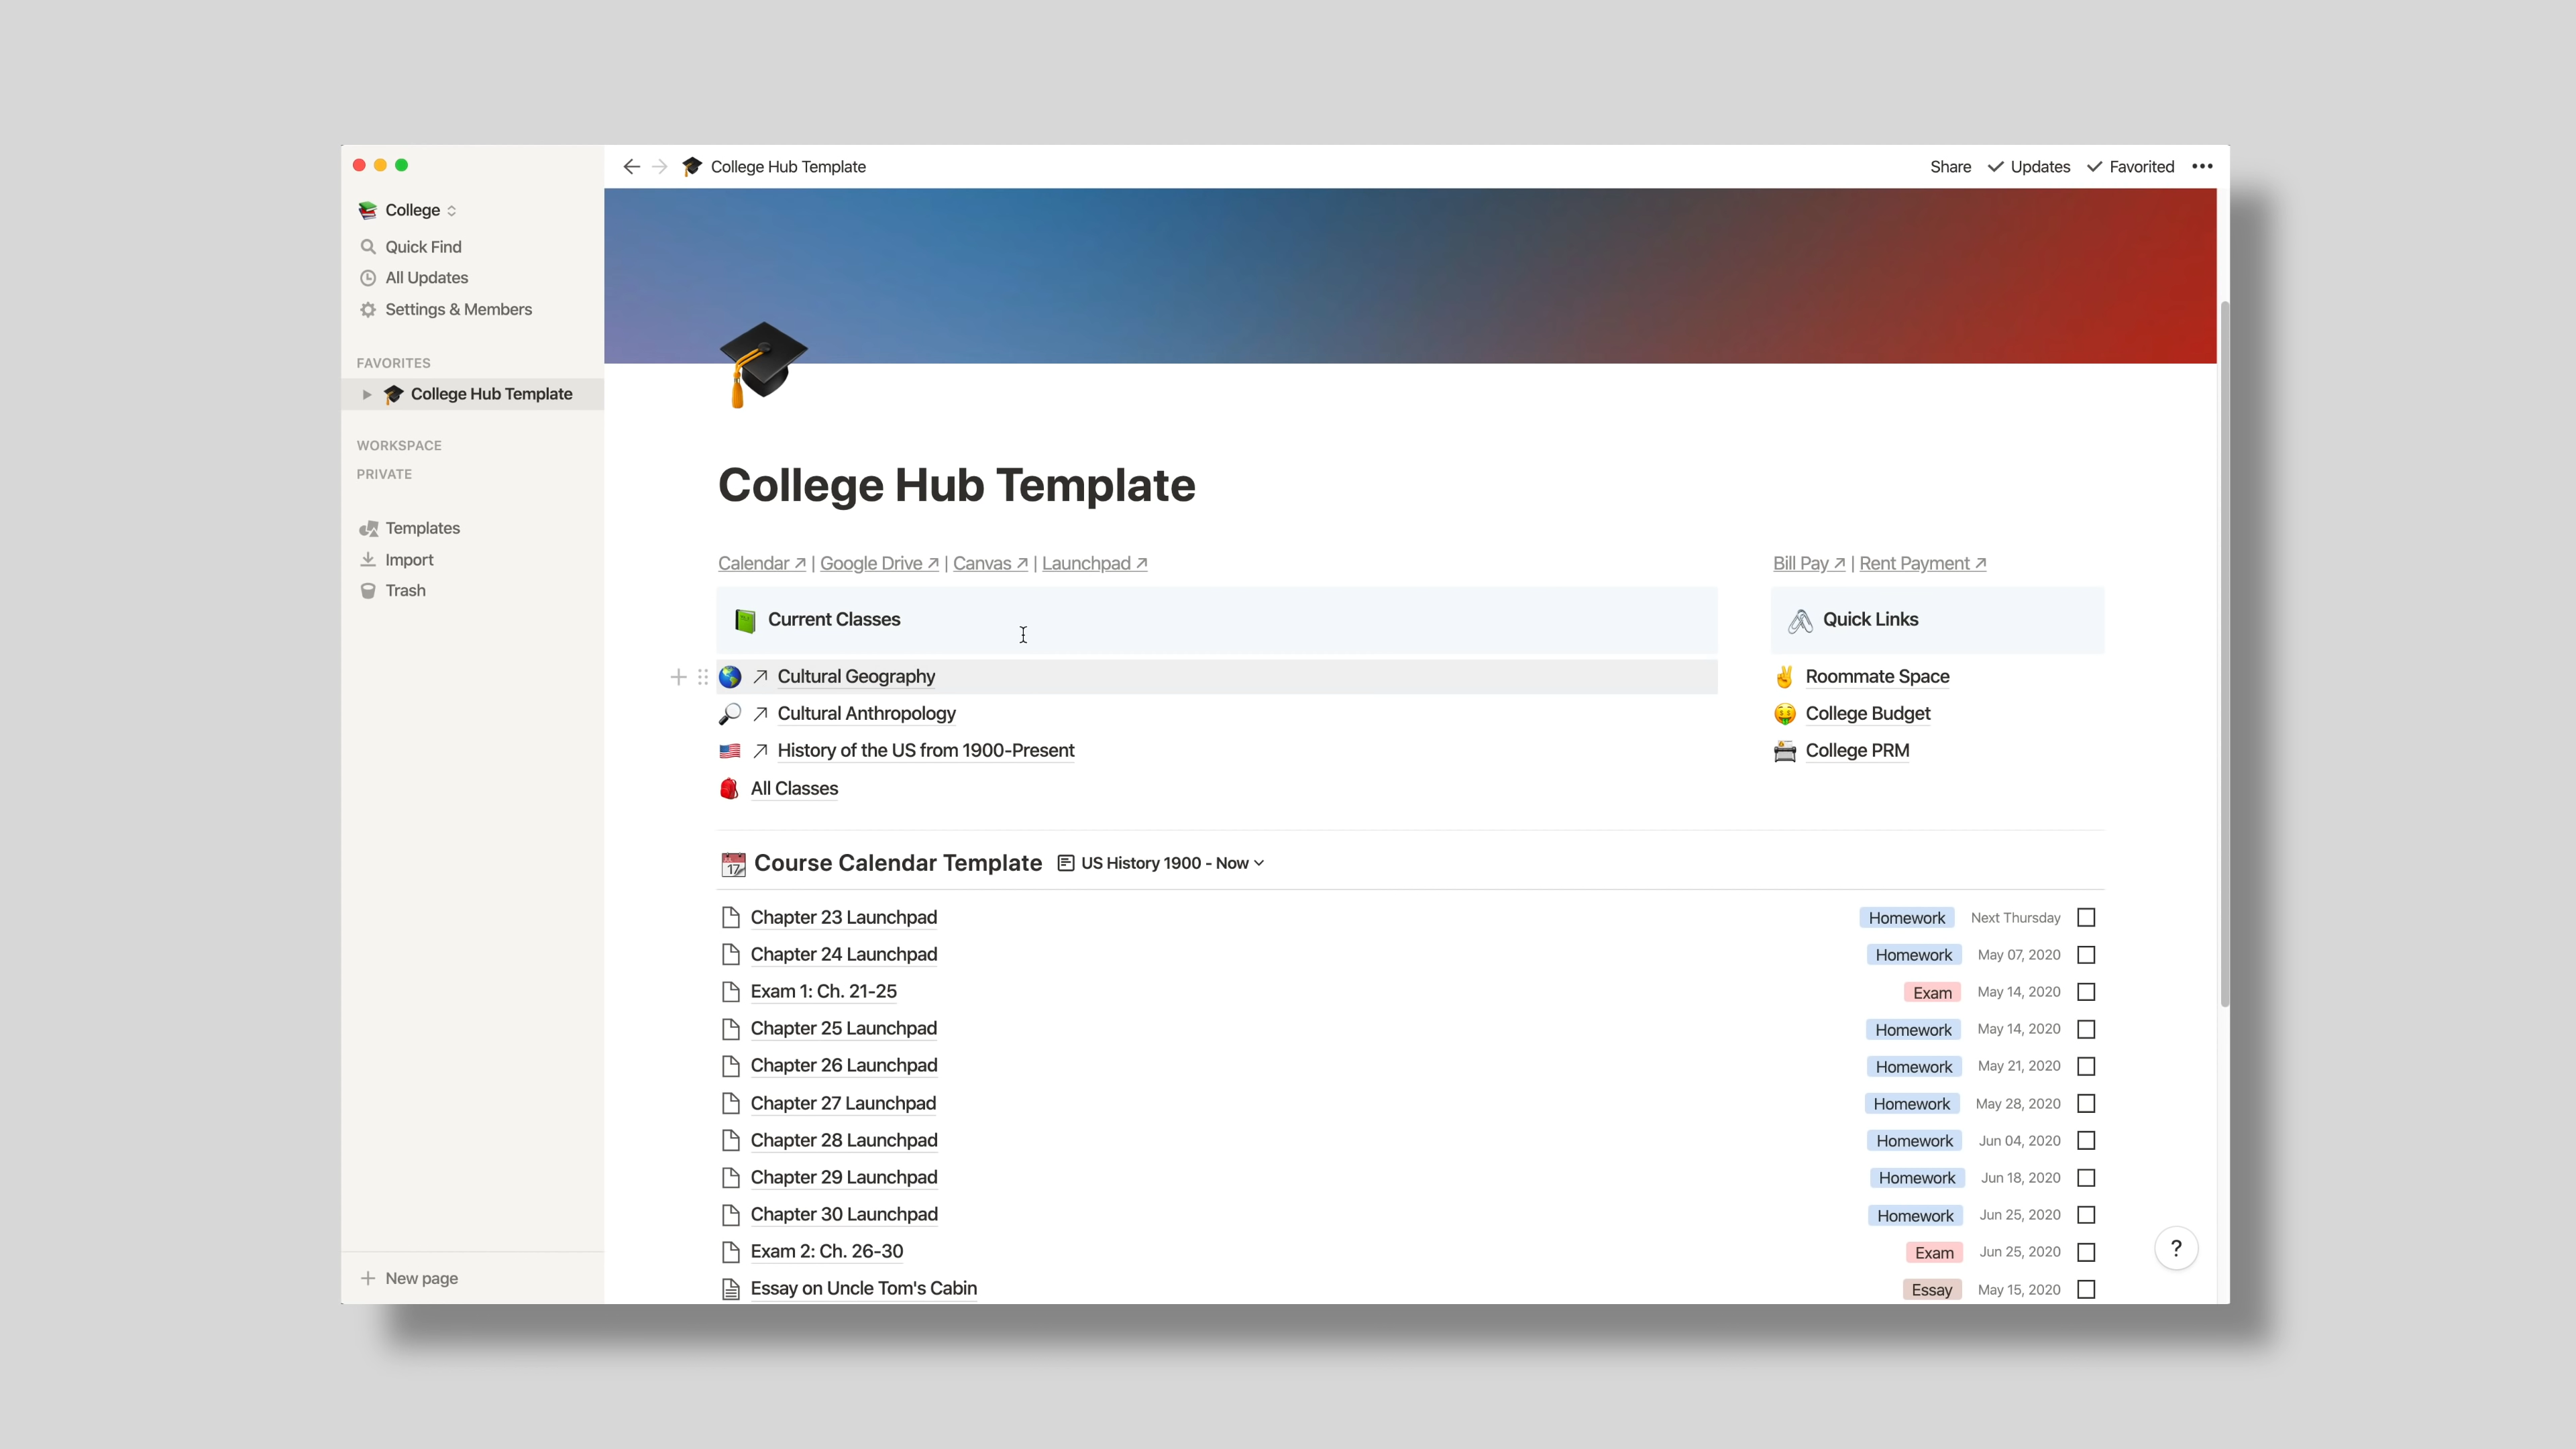 College Hub Template
Share Updates Favorited •••
College
Quick Find
All Updates
Settings & Members
FAVORITES
College Hub Template
WORKSPACE
PRIVATE
Templates
Import
Trash
New page
College Hub Template
Calendar ↗ | Google Drive ↗ | Canvas ↗ | Launchpad ↗
Current Classes
↗ Cultural Geography
↗ Cultural Anthropology
↗ History of the US from 1900-Present
All Classes
Bill Pay ↗ | Rent Payment ↗
Quick Links
Roommate Space
College Budget
College PRM
17 Course Calendar Template US History 1900 - Now
Chapter 23 Launchpad Homework Next Thursday
Chapter 24 Launchpad Homework May 07, 2020
Exam 1: Ch. 21-25 Exam May 14, 2020
Chapter 25 Launchpad Homework May 14, 2020
Chapter 26 Launchpad Homework May 21, 2020
Chapter 27 Launchpad Homework May 28, 2020
Chapter 28 Launchpad Homework Jun 04, 2020
Chapter 29 Launchpad Homework Jun 18, 2020
Chapter 30 Launchpad Homework Jun 25, 2020
Exam 2: Ch. 26-30 Exam Jun 25, 2020
Essay on Uncle Tom's Cabin Essay May 15, 2020
?